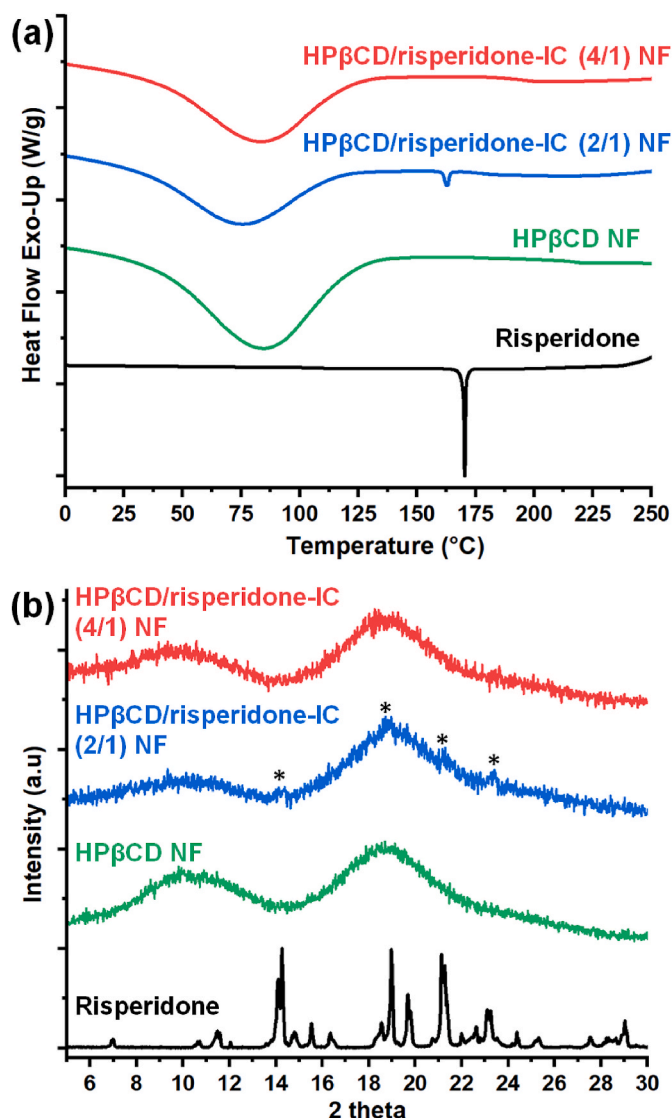 (a)
HPβCD/risperidone-IC (4/1) NF
HPβCD/risperidone-IC (2/1) NF
HPβCD NF
Risperidone
Heat Flow Exo-Up (W/g)
0 25 50 75 100 125 150 175 200 225 250
Temperature (°C)
(b)
HPβCD/risperidone-IC
(4/1) NF
HPβCD/risperidone-IC
(2/1) NF
* * * *
HPβCD NF
Risperidone
Intensity (a.u)
6 8 10 12 14 16 18 20 22 24 26 28 30
2 theta